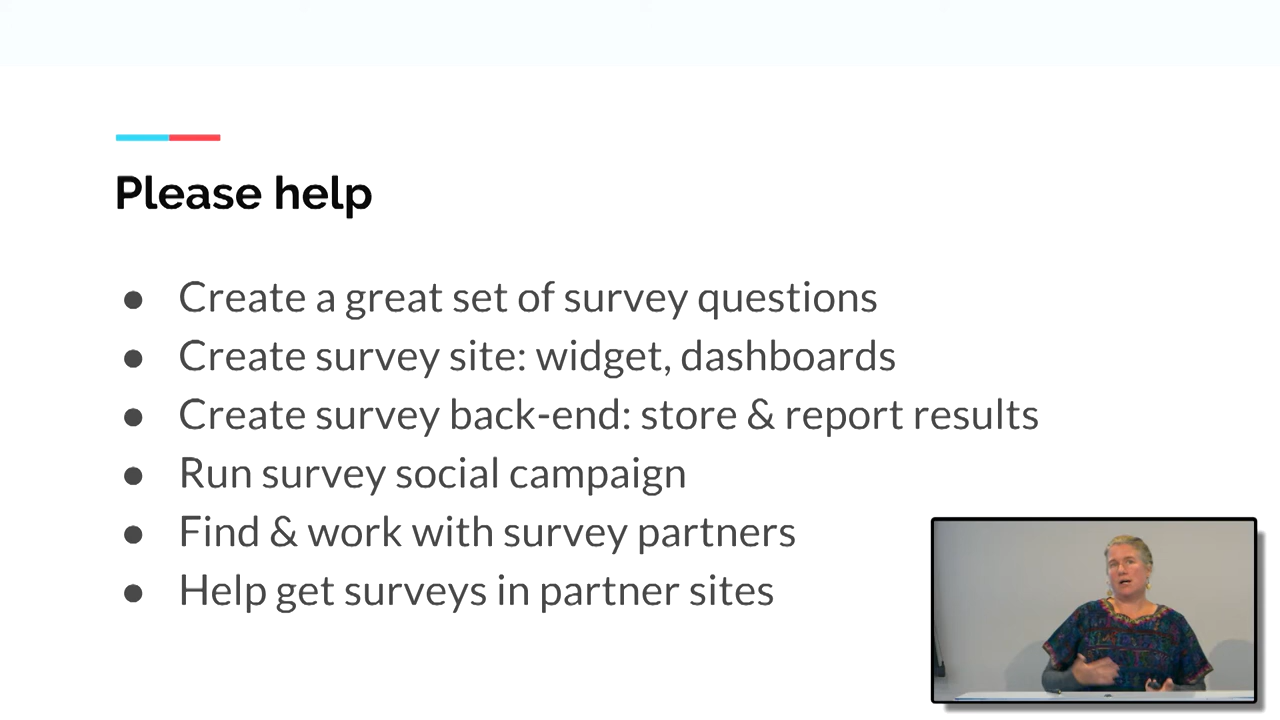 Please help
● Create a great set of survey questions
● Create survey site: widget, dashboards
● Create survey back-end: store & report results
● Run survey social campaign
● Find & work with survey partners
● Help get surveys in partner sites